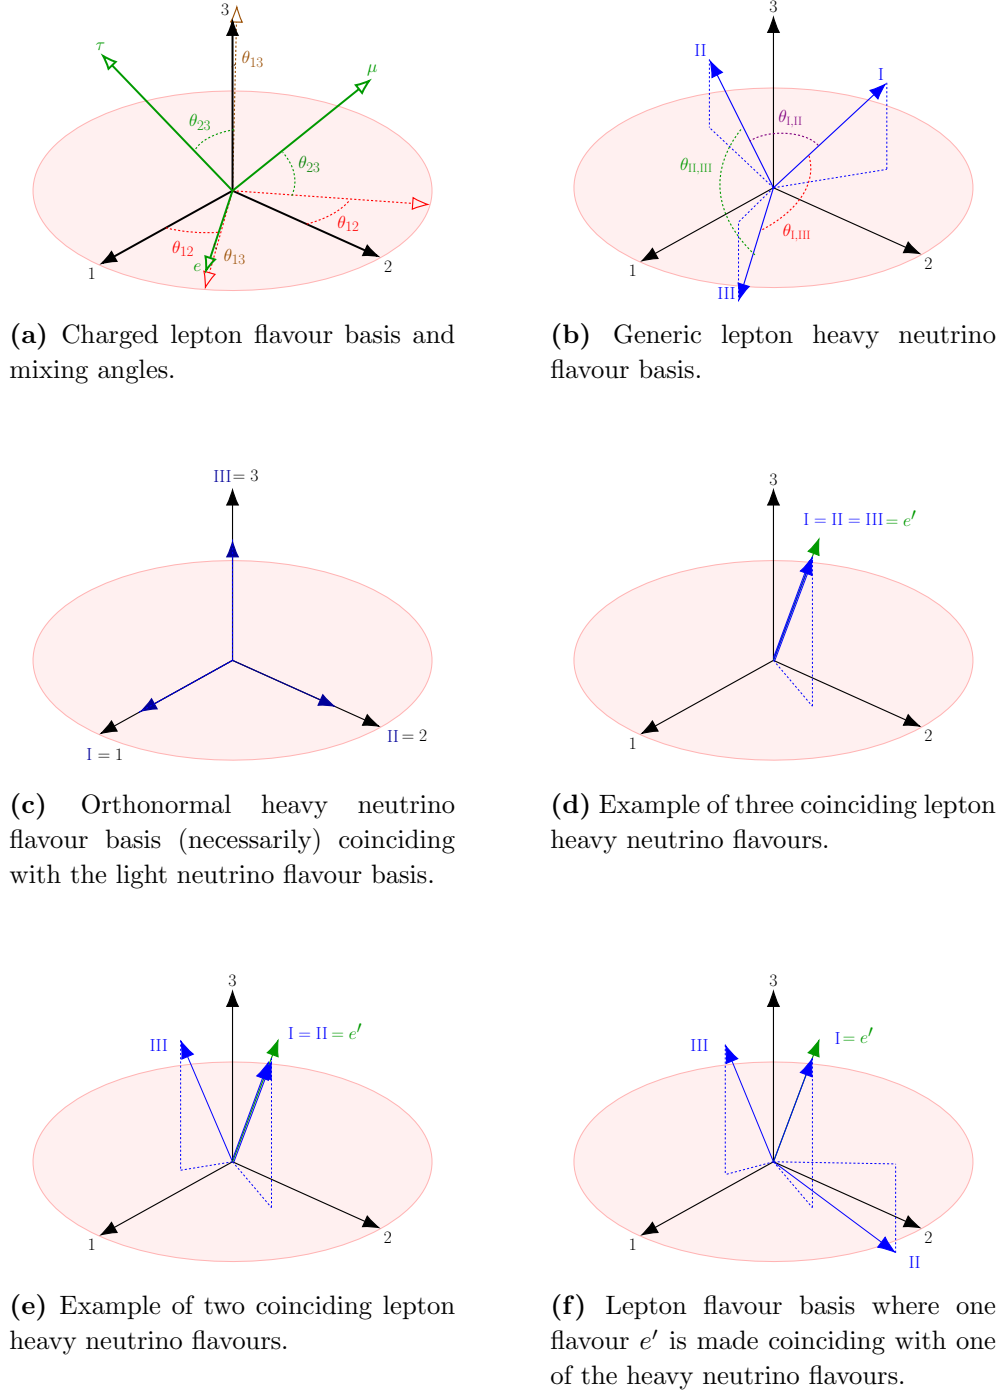 3
τ
θ13
μ
θ23
θ23
θ12
θ12
e
θ13
1
2
(a) Charged lepton flavour basis and
mixing angles.
3
II
I
θI,II
θII,III
θI,III
1
2
III
(b) Generic lepton heavy neutrino
flavour basis.
III = 3
II = 2
I = 1
(c) Orthonormal heavy neutrino
flavour basis (necessarily) coinciding
with the light neutrino flavour basis.
3
I = II = III = e′
1
2
(d) Example of three coinciding lepton
heavy neutrino flavours.
3
III
I = II = e′
1
2
(e) Example of two coinciding lepton
heavy neutrino flavours.
3
III
I = e′
1
2
II
(f) Lepton flavour basis where one
flavour e′ is made coinciding with one
of the heavy neutrino flavours.